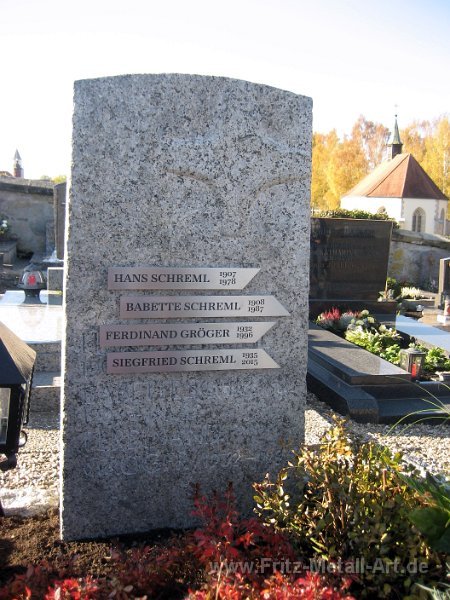 HANS SCHREML 1907 1978
BABETTE SCHREML 1908 1987
FERDINAND GRÖGER 1932 1996
SIEGFRIED SCHREML 1935 2015
www.Fritz-Metall-Art.de